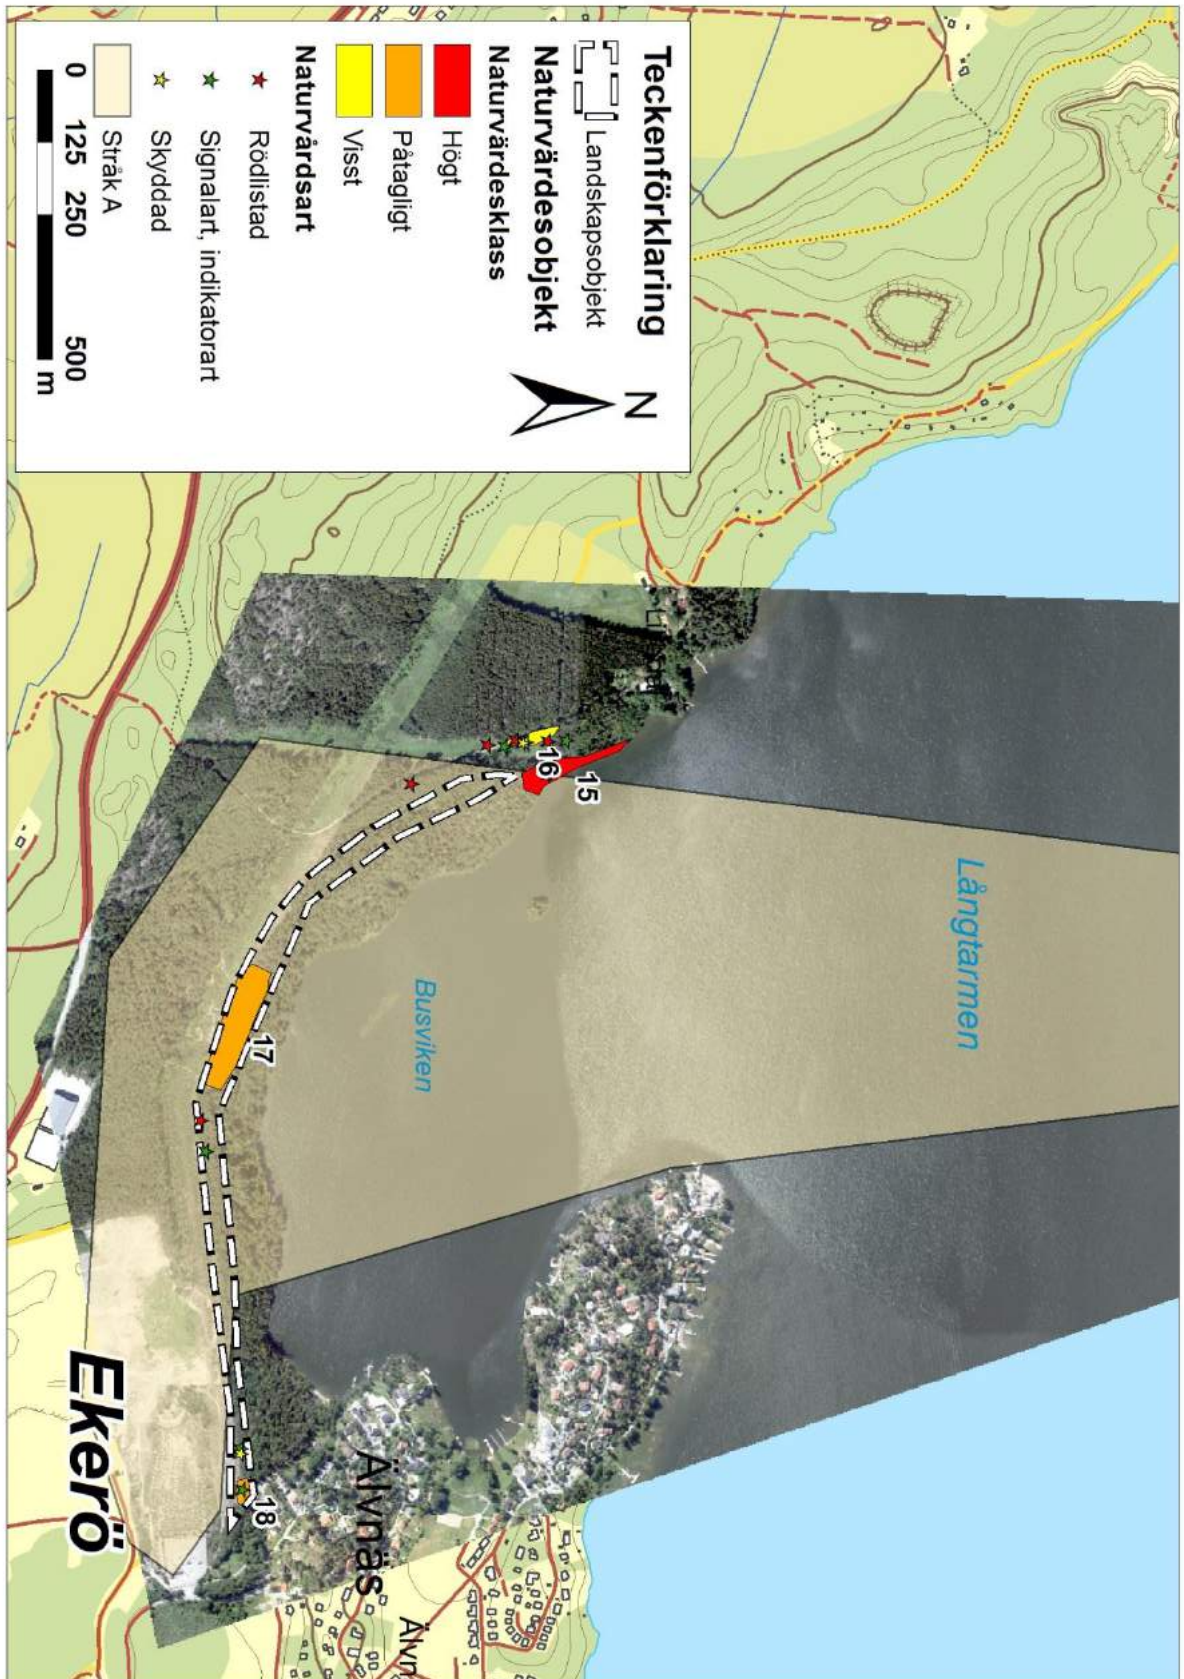 Teckenförklaring
Landskapsobjekt
Naturvärdesobjekt
Naturvärdesklass
Högt
Påtagligt
Visst
Naturvårdsart
Rödlistad
Signalart, indikatorart
Skyddad
Stråk A
0 125 250 500
m
N
Långtarmen
Busviken
15
16
17
18
Älvnäs
Älvn
Ekerö